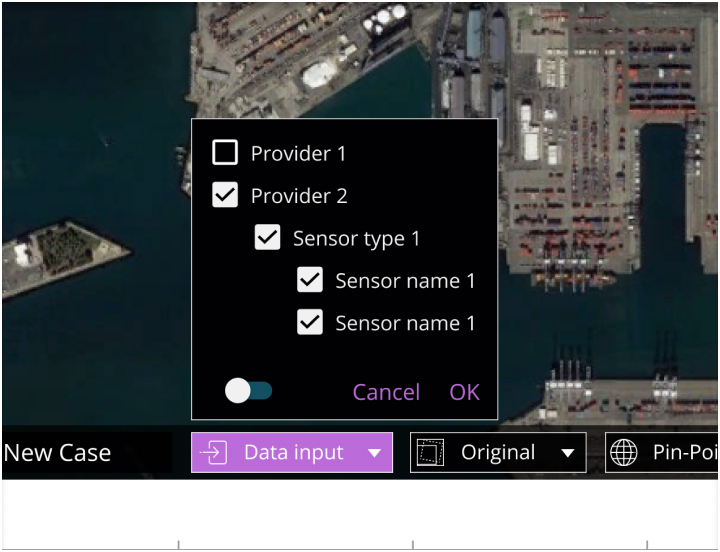 Provider 1
Provider 2
Sensor type 1
Sensor name 1
Sensor name 1
Cancel OK
New Case Data input Original Pin-Poi